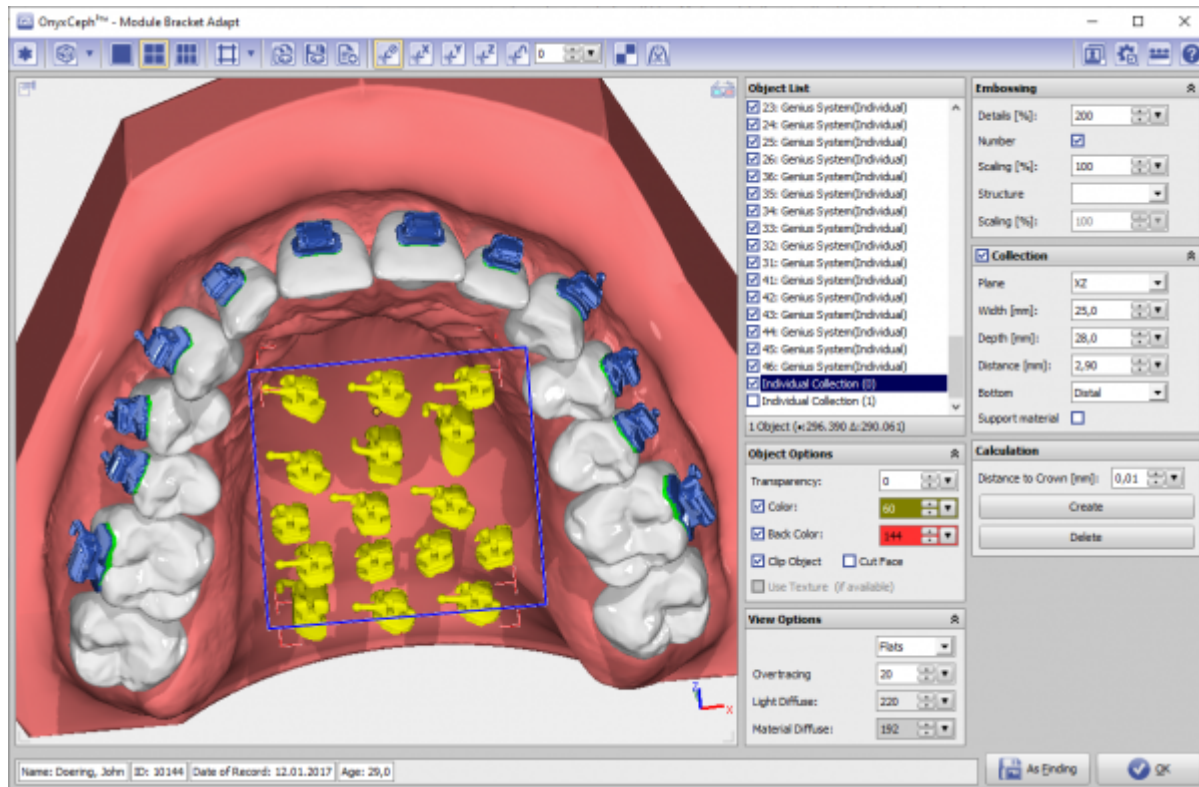 OnyxCeph³™ - Module Bracket Adapt
0
Object List
23: Genius System(Individual)
24: Genius System(Individual)
25: Genius System(Individual)
26: Genius System(Individual)
36: Genius System(Individual)
35: Genius System(Individual)
34: Genius System(Individual)
33: Genius System(Individual)
32: Genius System(Individual)
31: Genius System(Individual)
41: Genius System(Individual)
42: Genius System(Individual)
43: Genius System(Individual)
44: Genius System(Individual)
45: Genius System(Individual)
46: Genius System(Individual)
Individual Collection (0)
Individual Collection (1)
1 Object (•:296.390 Δ:290.061)
Object Options
Transparency: 0
Color: 60
Back Color: 144
Clip Object Cut Face
Use Texture (if available)
View Options
Flats
Overtracing 20
Light Diffuse: 220
Material Diffuse: 192
Embossing
Details [%]: 200
Number
Scaling [%]: 100
Structure
Scaling [%]: 100
Collection
Plane XZ
Width [mm]: 25,0
Depth [mm]: 28,0
Distance [mm]: 2,90
Bottom Distal
Support material
Calculation
Distance to Crown [mm]: 0,01
Create
Delete
Z
X
Name: Doering, John ID: 10144 Date of Record: 12.01.2017 Age: 29,0
As Finding
OK